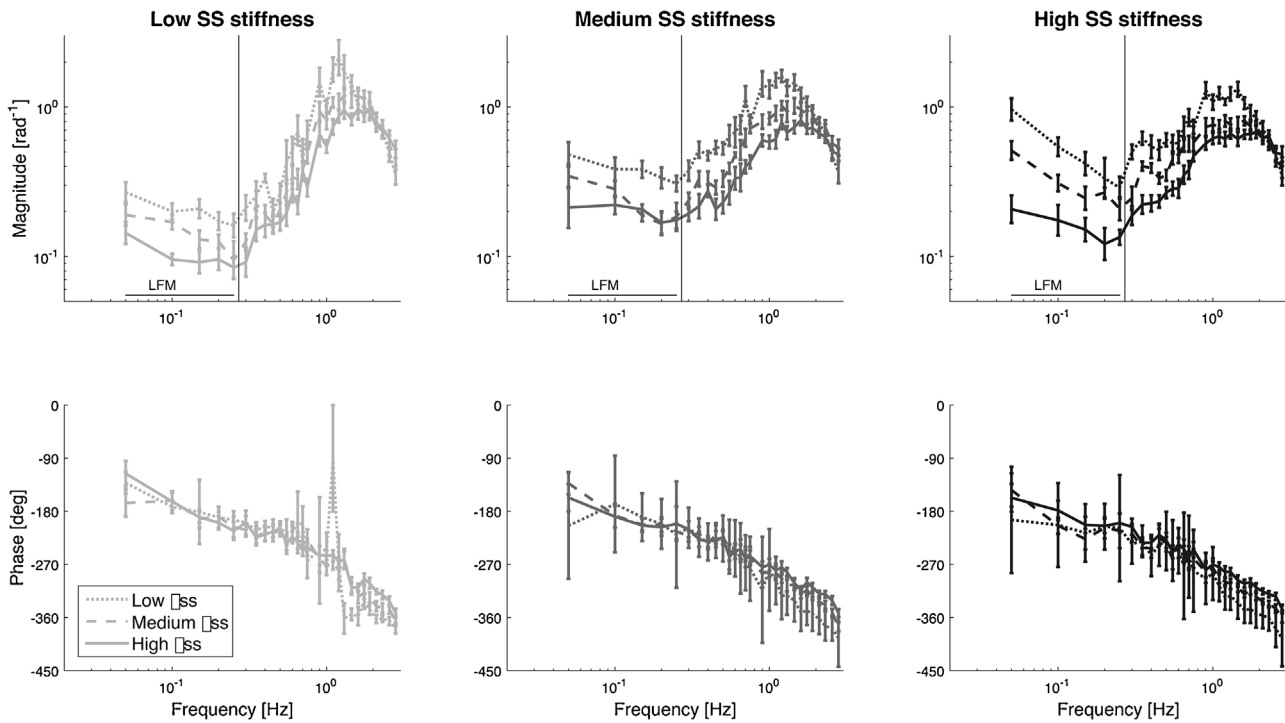 Low SS stiffness
Medium SS stiffness
High SS stiffness
Magnitude [rad⁻¹]
10⁰
10⁻¹
LFM
10⁻¹
10⁰
10⁰
10⁻¹
LFM
10⁻¹
10⁰
10⁰
10⁻¹
LFM
10⁻¹
10⁰
Phase [deg]
0
-90
-180
-270
-360
-450
Low □ss
Medium □ss
High □ss
10⁻¹
10⁰
Frequency [Hz]
0
-90
-180
-270
-360
-450
10⁻¹
10⁰
Frequency [Hz]
0
-90
-180
-270
-360
-450
10⁻¹
10⁰
Frequency [Hz]